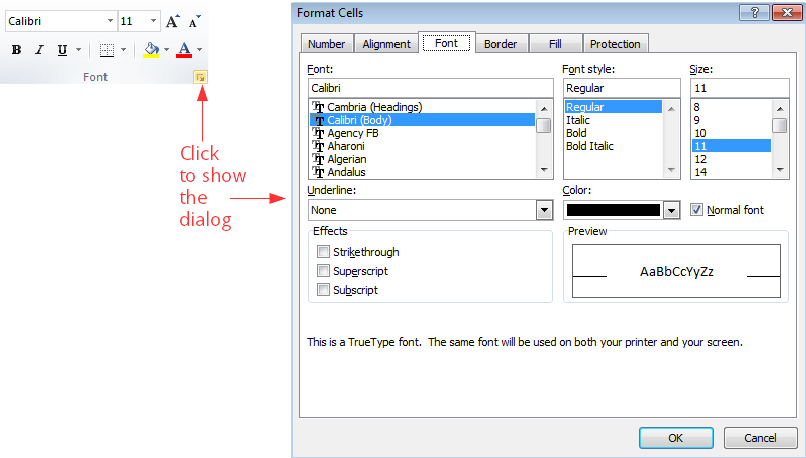 Calibri 11 A A
B I U A
Font
Click
to show
the
dialog
Format Cells
Number Alignment Font Border Fill Protection
Font: Font style: Size:
Calibri Regular 11
Cambria (Headings) Regular 8
Calibri (Body) Italic 9
Agency FB Bold 10
Aharoni Bold Italic 11
Algerian 12
Andalus 14
Underline: Color:
None Normal font
Effects Preview
Strikethrough
Superscript AaBbCcYyZz
Subscript
This is a TrueType font. The same font will be used on both your printer and your screen.
OK Cancel